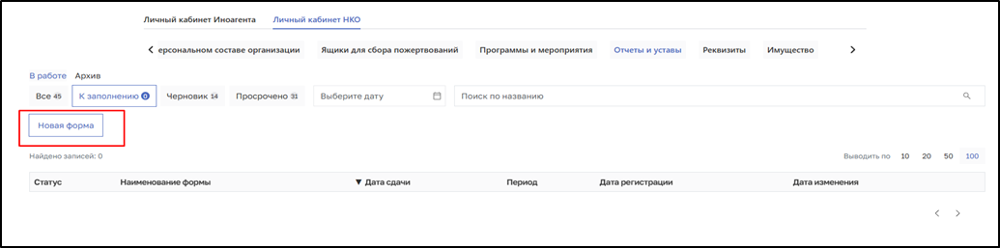 Личный кабинет Иноагента Личный кабинет НКО
ерсональном составе организации Ящики для сбора пожертвований Программы и мероприятия Отчеты и уставы Реквизиты Имущество
В работе Архив
Все 45 К заполнению 0 Черновик 14 Просрочено 31 Выберите дату Поиск по названию
Новая форма
Найдено записей: 0 Выводить по 10 20 50 100
Статус Наименование формы ▼ Дата сдачи Период Дата регистрации Дата изменения